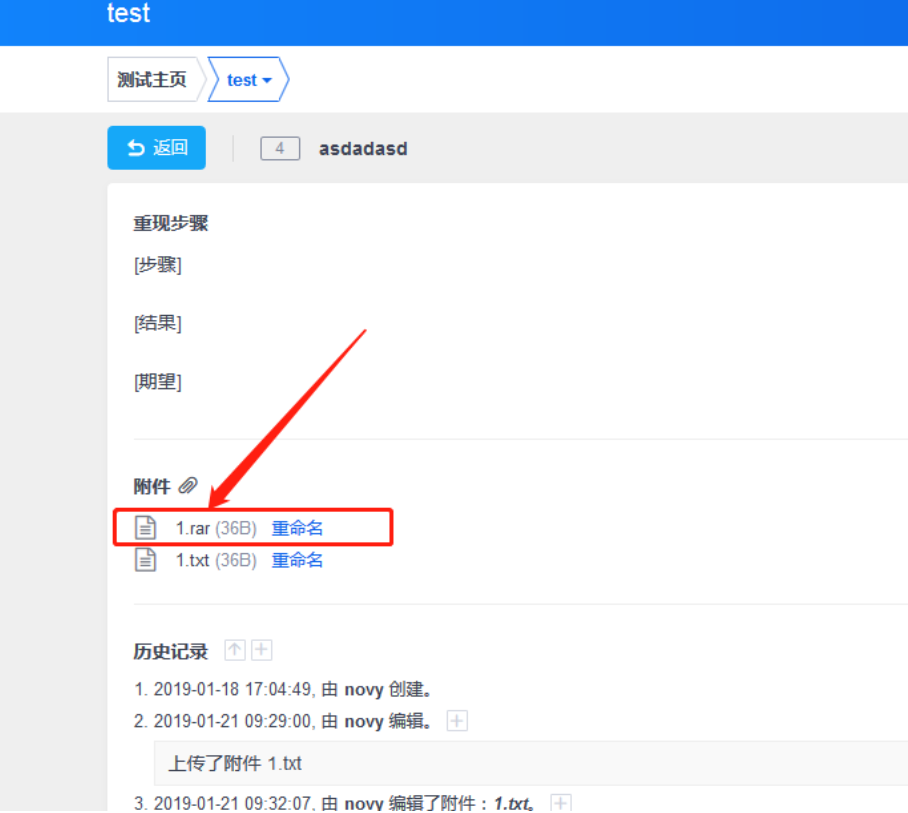 test
测试主页 test
返回 4 asdadasd
重现步骤
[步骤]
[结果]
[期望]
附件
1.rar (36B) 重命名
1.txt (36B) 重命名
历史记录
1. 2019-01-18 17:04:49, 由 novy 创建。
2. 2019-01-21 09:29:00, 由 novy 编辑。
上传了附件 1.txt
3. 2019-01-21 09:32:07, 由 novy 编辑了附件：1.txt。